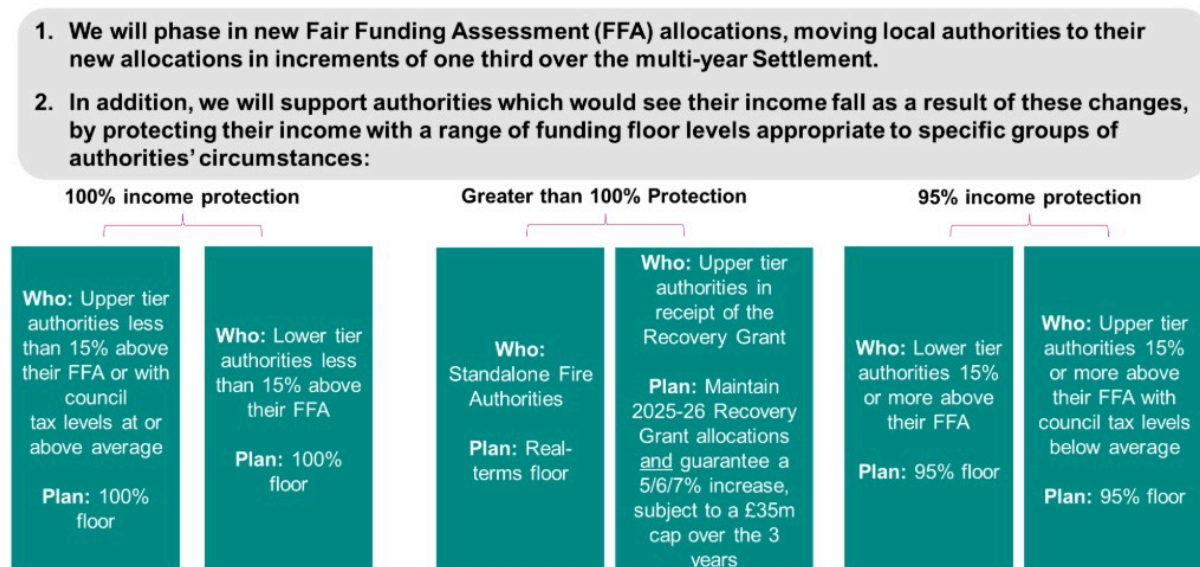 1. We will phase in new Fair Funding Assessment (FFA) allocations, moving local authorities to their
new allocations in increments of one third over the multi-year Settlement.
2. In addition, we will support authorities which would see their income fall as a result of these changes,
by protecting their income with a range of funding floor levels appropriate to specific groups of
authorities' circumstances:
100% income protection
Who: Upper tier
authorities less
than 15% above
their FFA or with
council
tax levels at or
above average
Plan: 100%
floor
Who: Lower tier
authorities less
than 15% above
their FFA
Plan: 100%
floor
Greater than 100% Protection
Who:
Standalone Fire
Authorities
Plan: Real-
terms floor
Who: Upper tier
authorities in
receipt of the
Recovery Grant
Plan: Maintain
2025-26 Recovery
Grant allocations
and guarantee a
5/6/7% increase,
subject to a £35m
cap over the 3
years
95% income protection
Who: Lower tier
authorities 15%
or more above
their FFA
Plan: 95% floor
Who: Upper tier
authorities 15%
or more above
their FFA with
council tax levels
below average
Plan: 95% floor